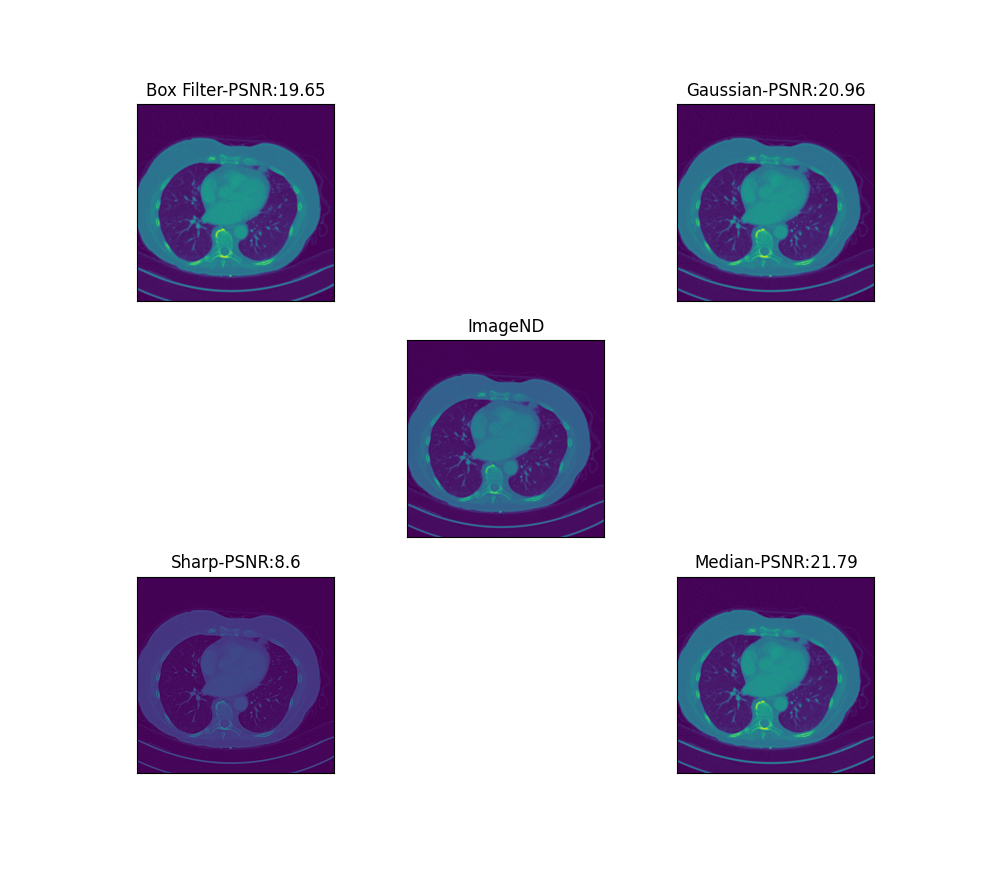 Box Filter-PSNR:19.65
Gaussian-PSNR:20.96
ImageND
Sharp-PSNR:8.6
Median-PSNR:21.79